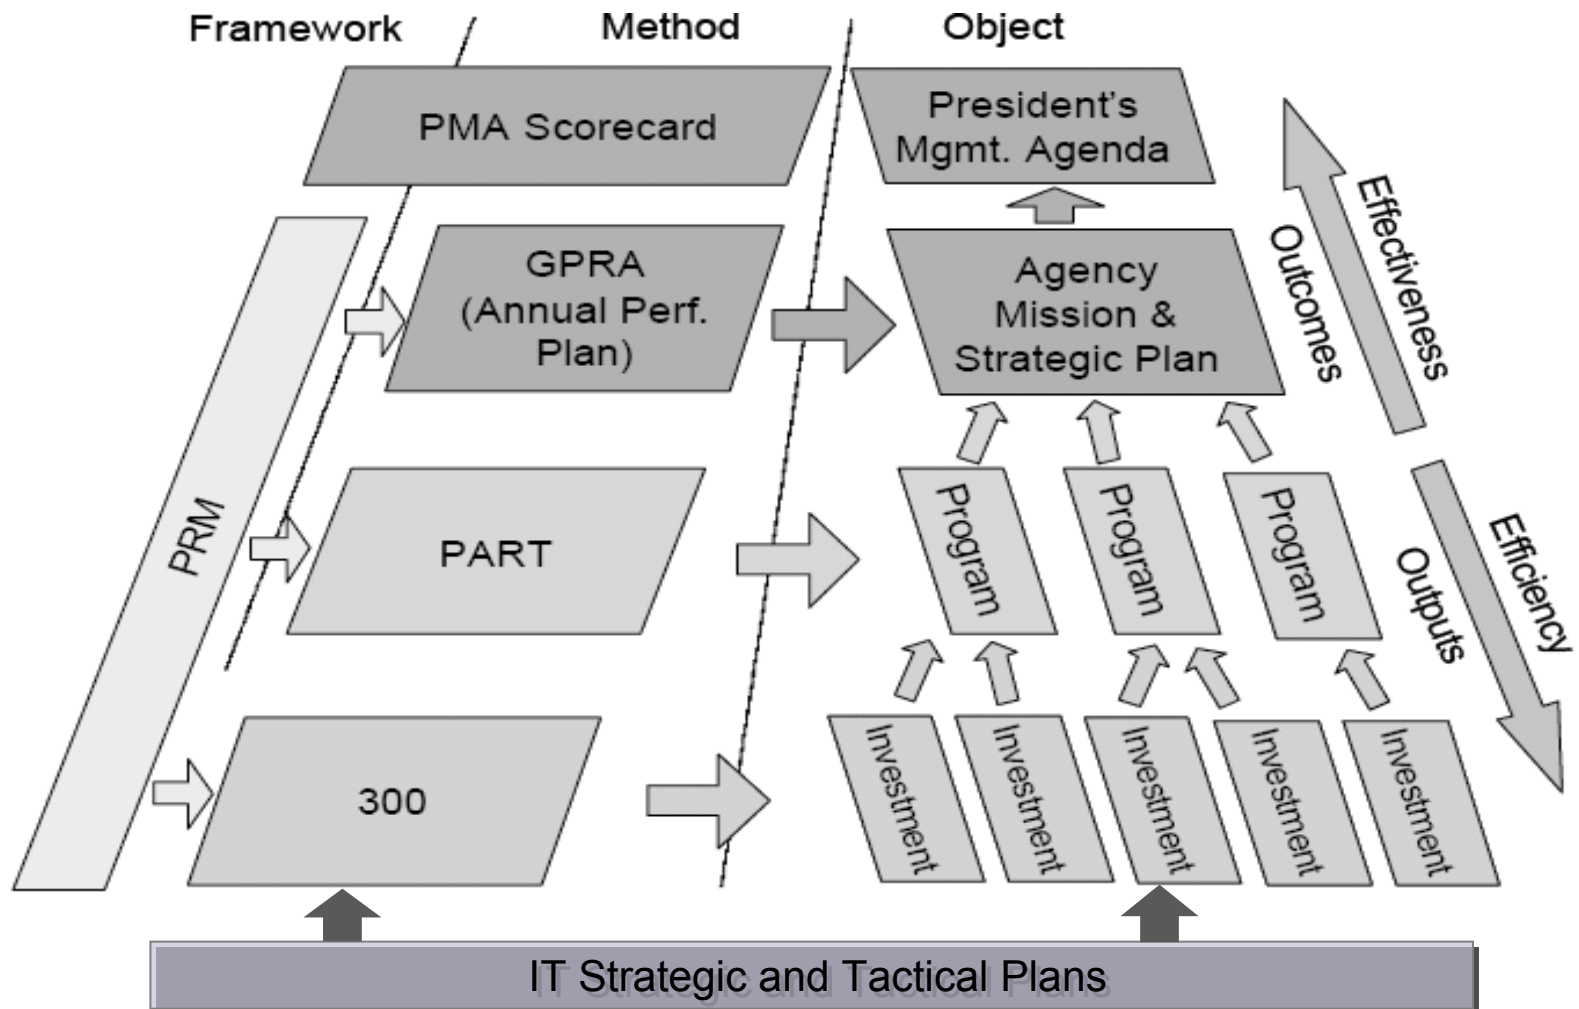 Framework
Method
Object
PMA Scorecard
President's
Mgmt. Agenda
GPRA
(Annual Perf.
Plan)
Agency
Mission &
Strategic Plan
Effectiveness
Outcomes
PRM
PART
Program
Program
Program
Efficiency
Outputs
300
Investment
Investment
Investment
Investment
Investment
IT Strategic and Tactical Plans